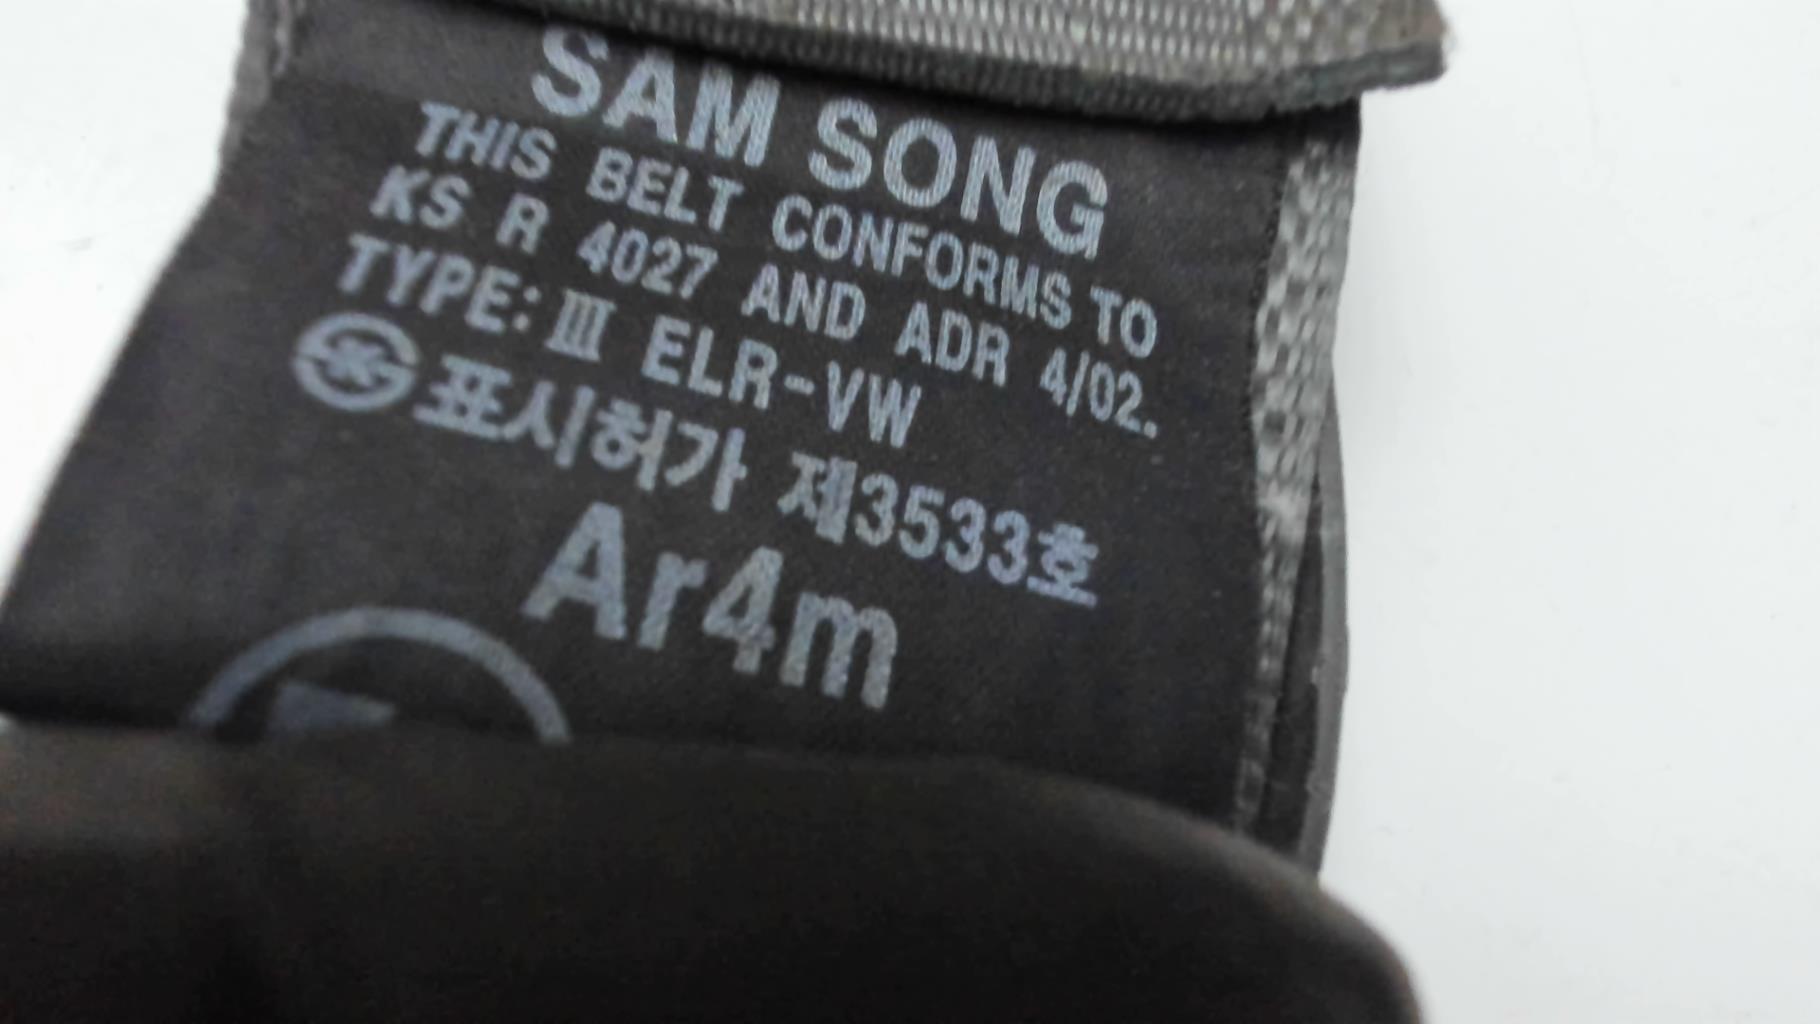 SAM SONG
THIS BELT CONFORMS TO
KS R 4027 AND ADR 4/02.
TYPE: Ⅲ ELR-VW
표시허가 제3533호
Ar4m